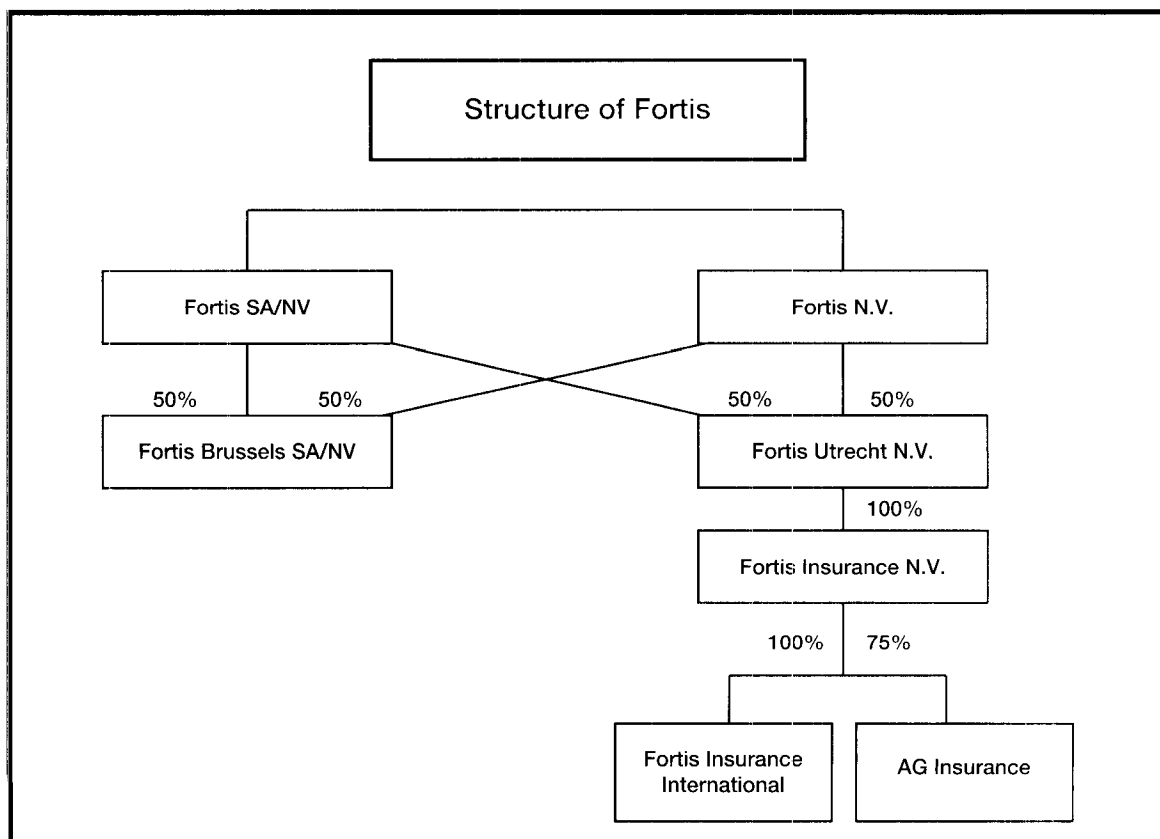 Structure of Fortis
Fortis SA/NV
Fortis N.V.
50%
50%
50%
50%
Fortis Brussels SA/NV
Fortis Utrecht N.V.
100%
Fortis Insurance N.V.
100%
75%
Fortis Insurance
International
AG Insurance